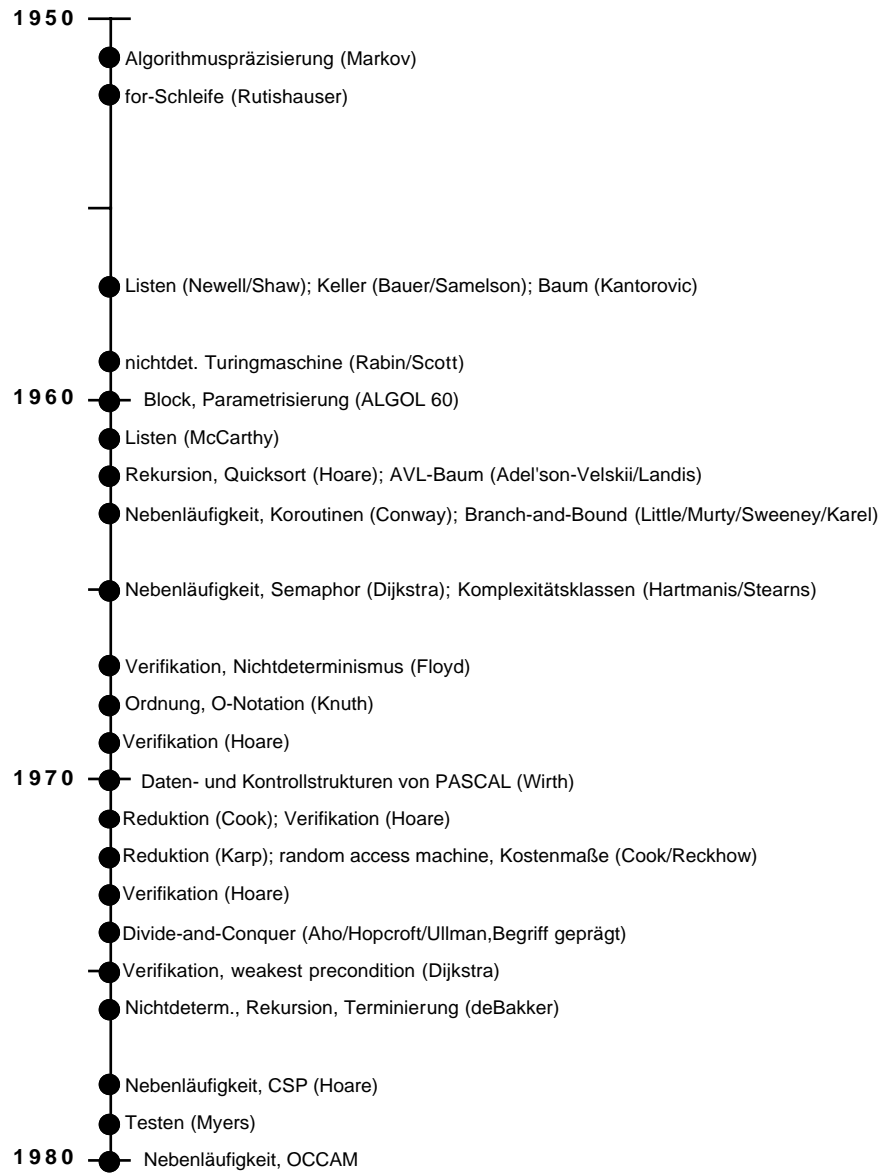 1950
Algorithmuspräzisierung (Markov)
for-Schleife (Rutishauser)
Listen (Newell/Shaw); Keller (Bauer/Samelson); Baum (Kantorovic)
nichtdet. Turingmaschine (Rabin/Scott)
1960 Block, Parametrisierung (ALGOL 60)
Listen (McCarthy)
Rekursion, Quicksort (Hoare); AVL-Baum (Adel'son-Velskii/Landis)
Nebenläufigkeit, Koroutinen (Conway); Branch-and-Bound (Little/Murty/Sweeney/Karel)
Nebenläufigkeit, Semaphor (Dijkstra); Komplexitätsklassen (Hartmanis/Stearns)
Verifikation, Nichtdeterminismus (Floyd)
Ordnung, O-Notation (Knuth)
Verifikation (Hoare)
1970 Daten- und Kontrollstrukturen von PASCAL (Wirth)
Reduktion (Cook); Verifikation (Hoare)
Reduktion (Karp); random access machine, Kostenmaße (Cook/Reckhow)
Verifikation (Hoare)
Divide-and-Conquer (Aho/Hopcroft/Ullman,Begriff geprägt)
Verifikation, weakest precondition (Dijkstra)
Nichtdeterm., Rekursion, Terminierung (deBakker)
Nebenläufigkeit, CSP (Hoare)
Testen (Myers)
1980 Nebenläufigkeit, OCCAM